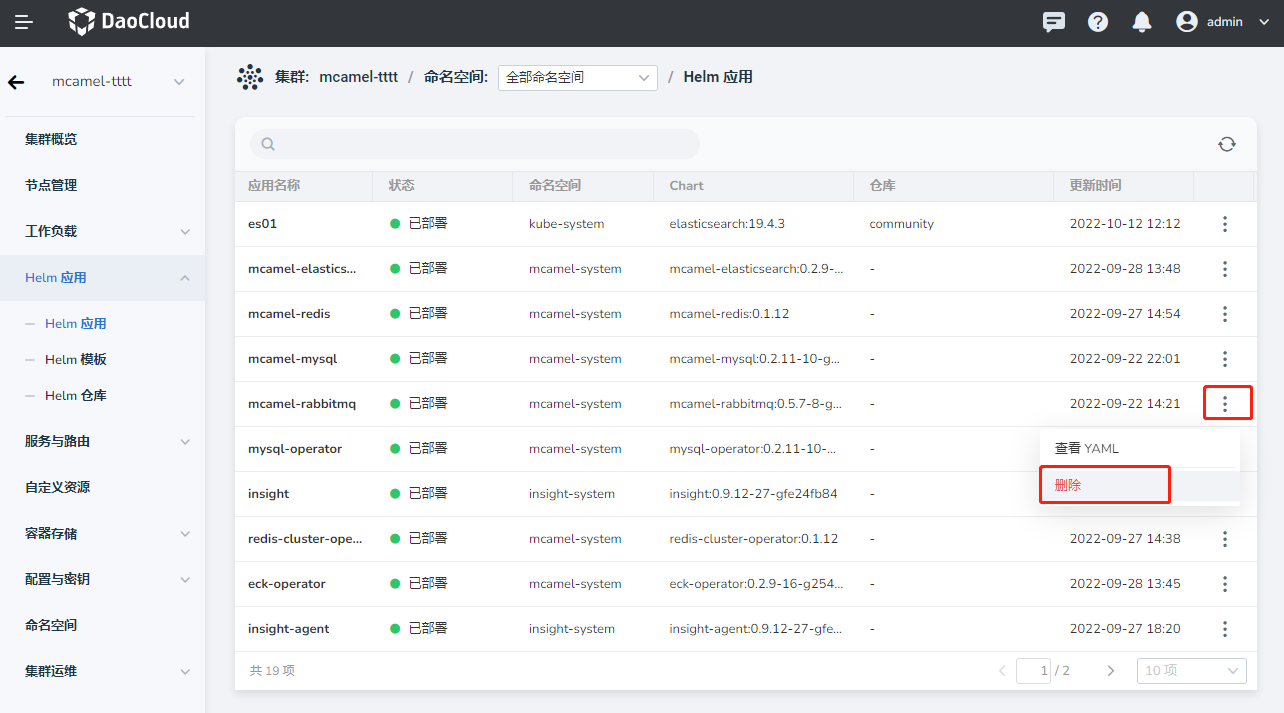 DaoCloud
admin
mcamel-tttt
集群: mcamel-tttt / 命名空间: 全部命名空间 / Helm 应用
集群概览
节点管理
工作负载
Helm 应用
Helm 应用
Helm 模板
Helm 仓库
服务与路由
自定义资源
容器存储
配置与密钥
命名空间
集群运维
应用名称 状态 命名空间 Chart 仓库 更新时间
es01 已部署 kube-system elasticsearch:19.4.3 community 2022-10-12 12:12
mcamel-elastics... 已部署 mcamel-system mcamel-elasticsearch:0.2.9-... - 2022-09-28 13:48
mcamel-redis 已部署 mcamel-system mcamel-redis:0.1.12 - 2022-09-27 14:54
mcamel-mysql 已部署 mcamel-system mcamel-mysql:0.2.11-10-g... - 2022-09-22 22:01
mcamel-rabbitmq 已部署 mcamel-system mcamel-rabbitmq:0.5.7-8-g... - 2022-09-22 14:21
mysql-operator 已部署 mcamel-system mysql-operator:0.2.11-10-... -
查看 YAML
删除
insight 已部署 insight-system insight:0.9.12-27-gfe24fb84 -
redis-cluster-ope... 已部署 mcamel-system redis-cluster-operator:0.1.12 - 2022-09-27 14:38
eck-operator 已部署 mcamel-system eck-operator:0.2.9-16-g254... - 2022-09-28 13:45
insight-agent 已部署 insight-system insight-agent:0.9.12-27-gfe... - 2022-09-27 18:20
共 19 项
1 / 2
10 项